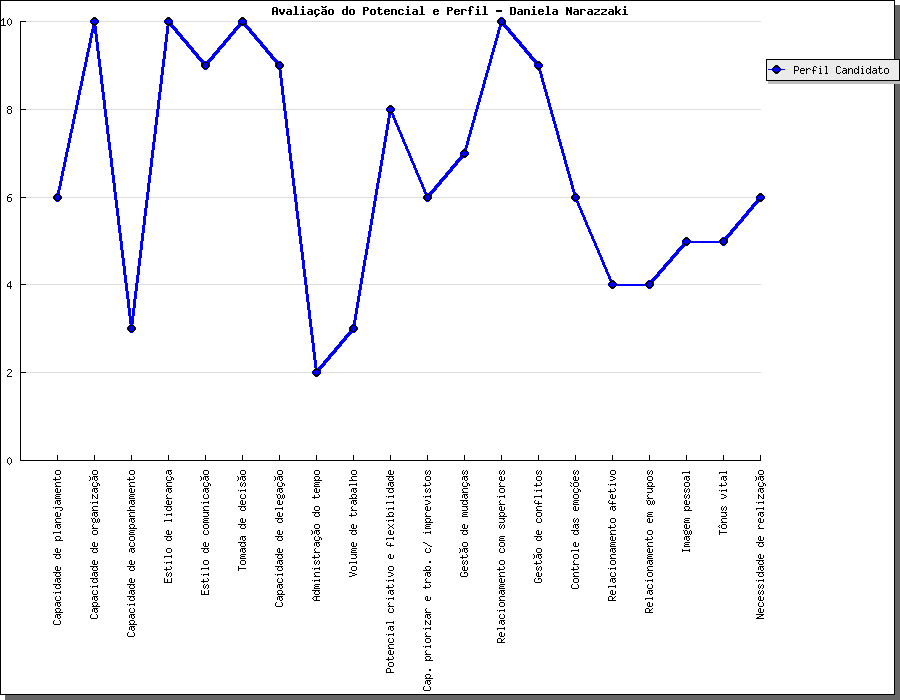 Avaliação do Potencial e Perfil - Daniela Narazzaki
Perfil Candidato
10
8
6
4
2
0
Capacidade de planejamento
Capacidade de organização
Capacidade de acompanhamento
Estilo de liderança
Estilo de comunicação
Tomada de decisão
Capacidade de delegação
Administração do tempo
Volume de trabalho
Potencial criativo e flexibilidade
Cap. priorizar e trab. c/ imprevistos
Gestão de mudanças
Relacionamento com superiores
Gestão de conflitos
Controle das emoções
Relacionamento afetivo
Relacionamento em grupos
Imagem pessoal
Tônus vital
Necessidade de realização